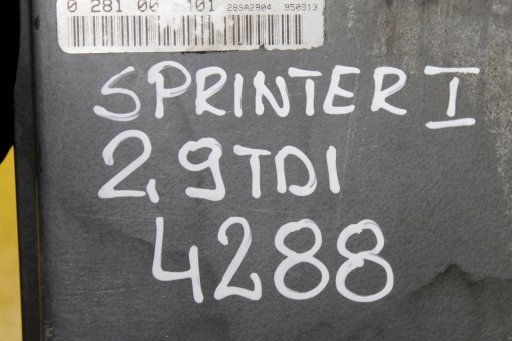 0 281 00 101 28SA2904 950913
SPRINTER I
2,9TDI
4288